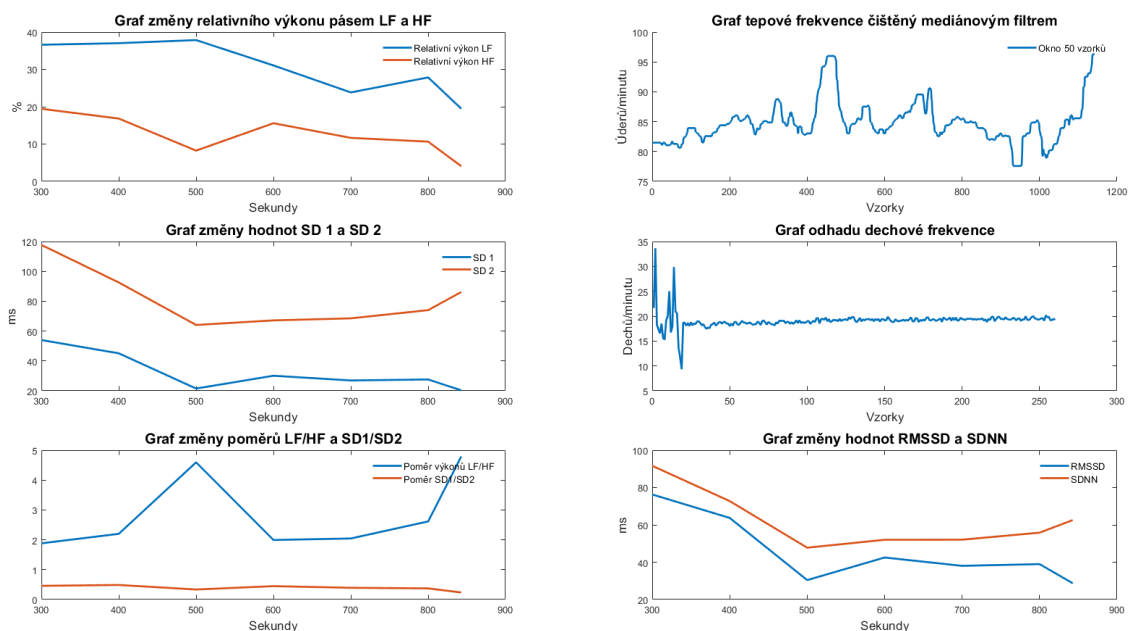 Graf změny relativního výkonu pásem LF a HF
40
30
20
10
0
%
Relativní výkon LF
Relativní výkon HF
300 400 500 600 700 800 900
Sekundy
Graf tepové frekvence čištěný mediánovým filtrem
100
95
90
85
80
75
Úderů/minutu
Okno 50 vzorků
0 200 400 600 800 1000 1200
Vzorky
Graf změny hodnot SD 1 a SD 2
120
100
80
60
40
20
ms
SD 1
SD 2
300 400 500 600 700 800 900
Sekundy
Graf odhadu dechové frekvence
35
30
25
20
15
10
5
Dechů/minutu
0 50 100 150 200 250 300
Vzorky
Graf změny poměrů LF/HF a SD1/SD2
5
4
3
2
1
0
Poměr výkonů LF/HF
Poměr SD1/SD2
300 400 500 600 700 800 900
Sekundy
Graf změny hodnot RMSSD a SDNN
100
80
60
40
20
ms
RMSSD
SDNN
300 400 500 600 700 800 900
Sekundy